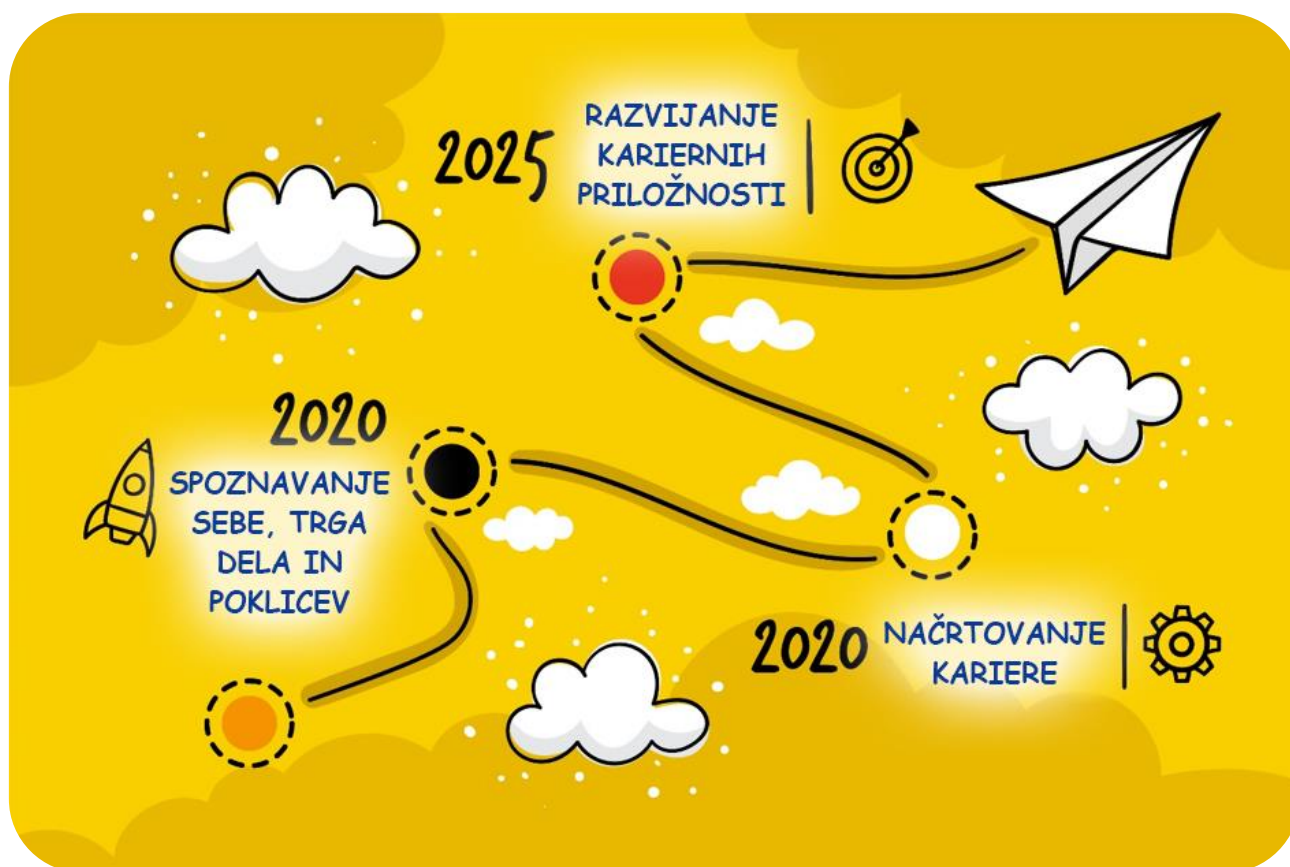 2025
RAZVIJANJE
KARIERNIH
PRILOŽNOSTI
2020
SPOZNAVANJE
SEBE, TRGA
DELA IN
POKLICEV
2020
NAČRTOVANJE
KARIERE